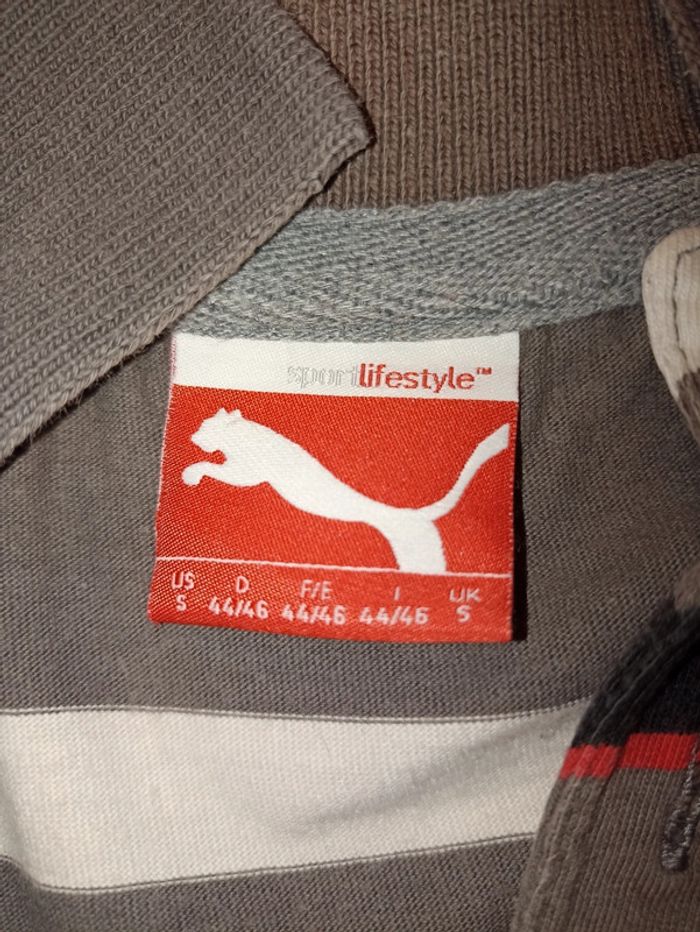 sportlifestyle™
US D F/E I UK
S 44/46 44/46 44/46 S